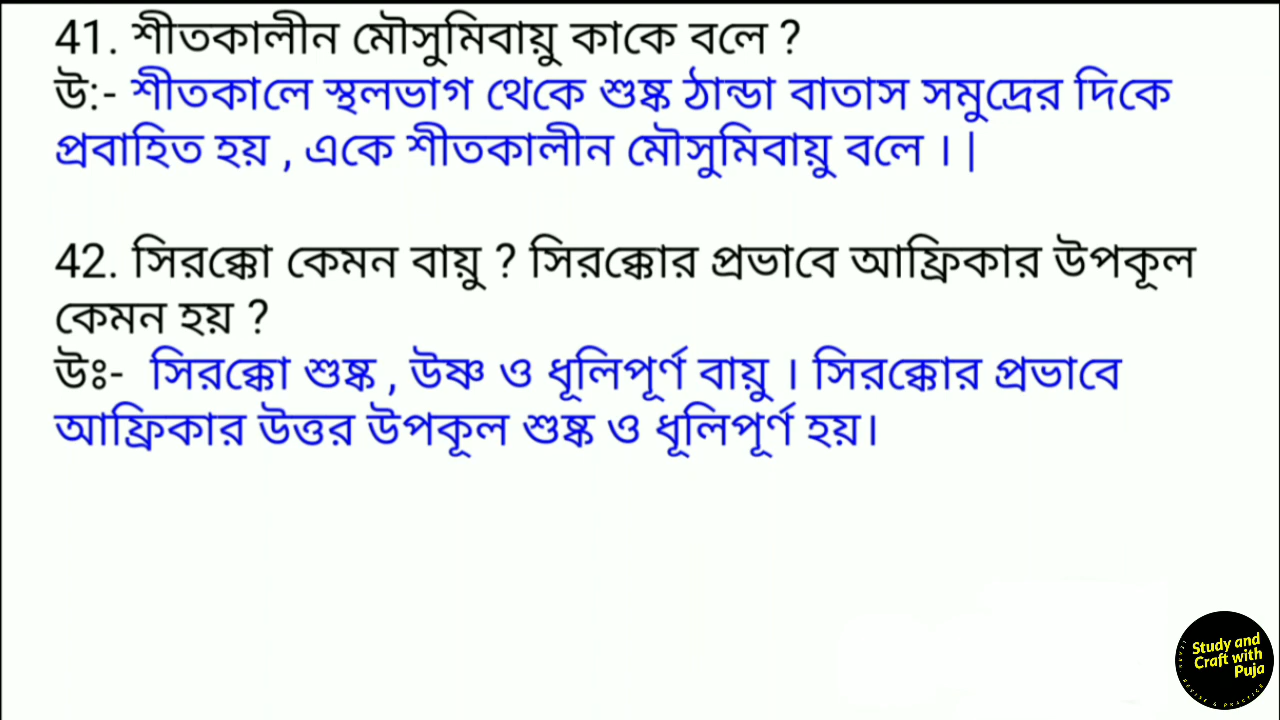 41. শীতকালীন মৌসুমিবায়ু কাকে বলে ?
উ:- শীতকালে স্থলভাগ থেকে শুষ্ক ঠান্ডা বাতাস সমুদ্রের দিকে
প্রবাহিত হয় , একে শীতকালীন মৌসুমিবায়ু বলে । |
42. সিরক্কো কেমন বায়ু ? সিরক্কোর প্রভাবে আফ্রিকার উপকূল
কেমন হয় ?
উঃ- সিরক্কো শুষ্ক , উষ্ণ ও ধূলিপূর্ণ বায়ু । সিরক্কোর প্রভাবে
আফ্রিকার উত্তর উপকূল শুষ্ক ও ধূলিপূর্ণ হয়।
Study and
Craft with
Puja